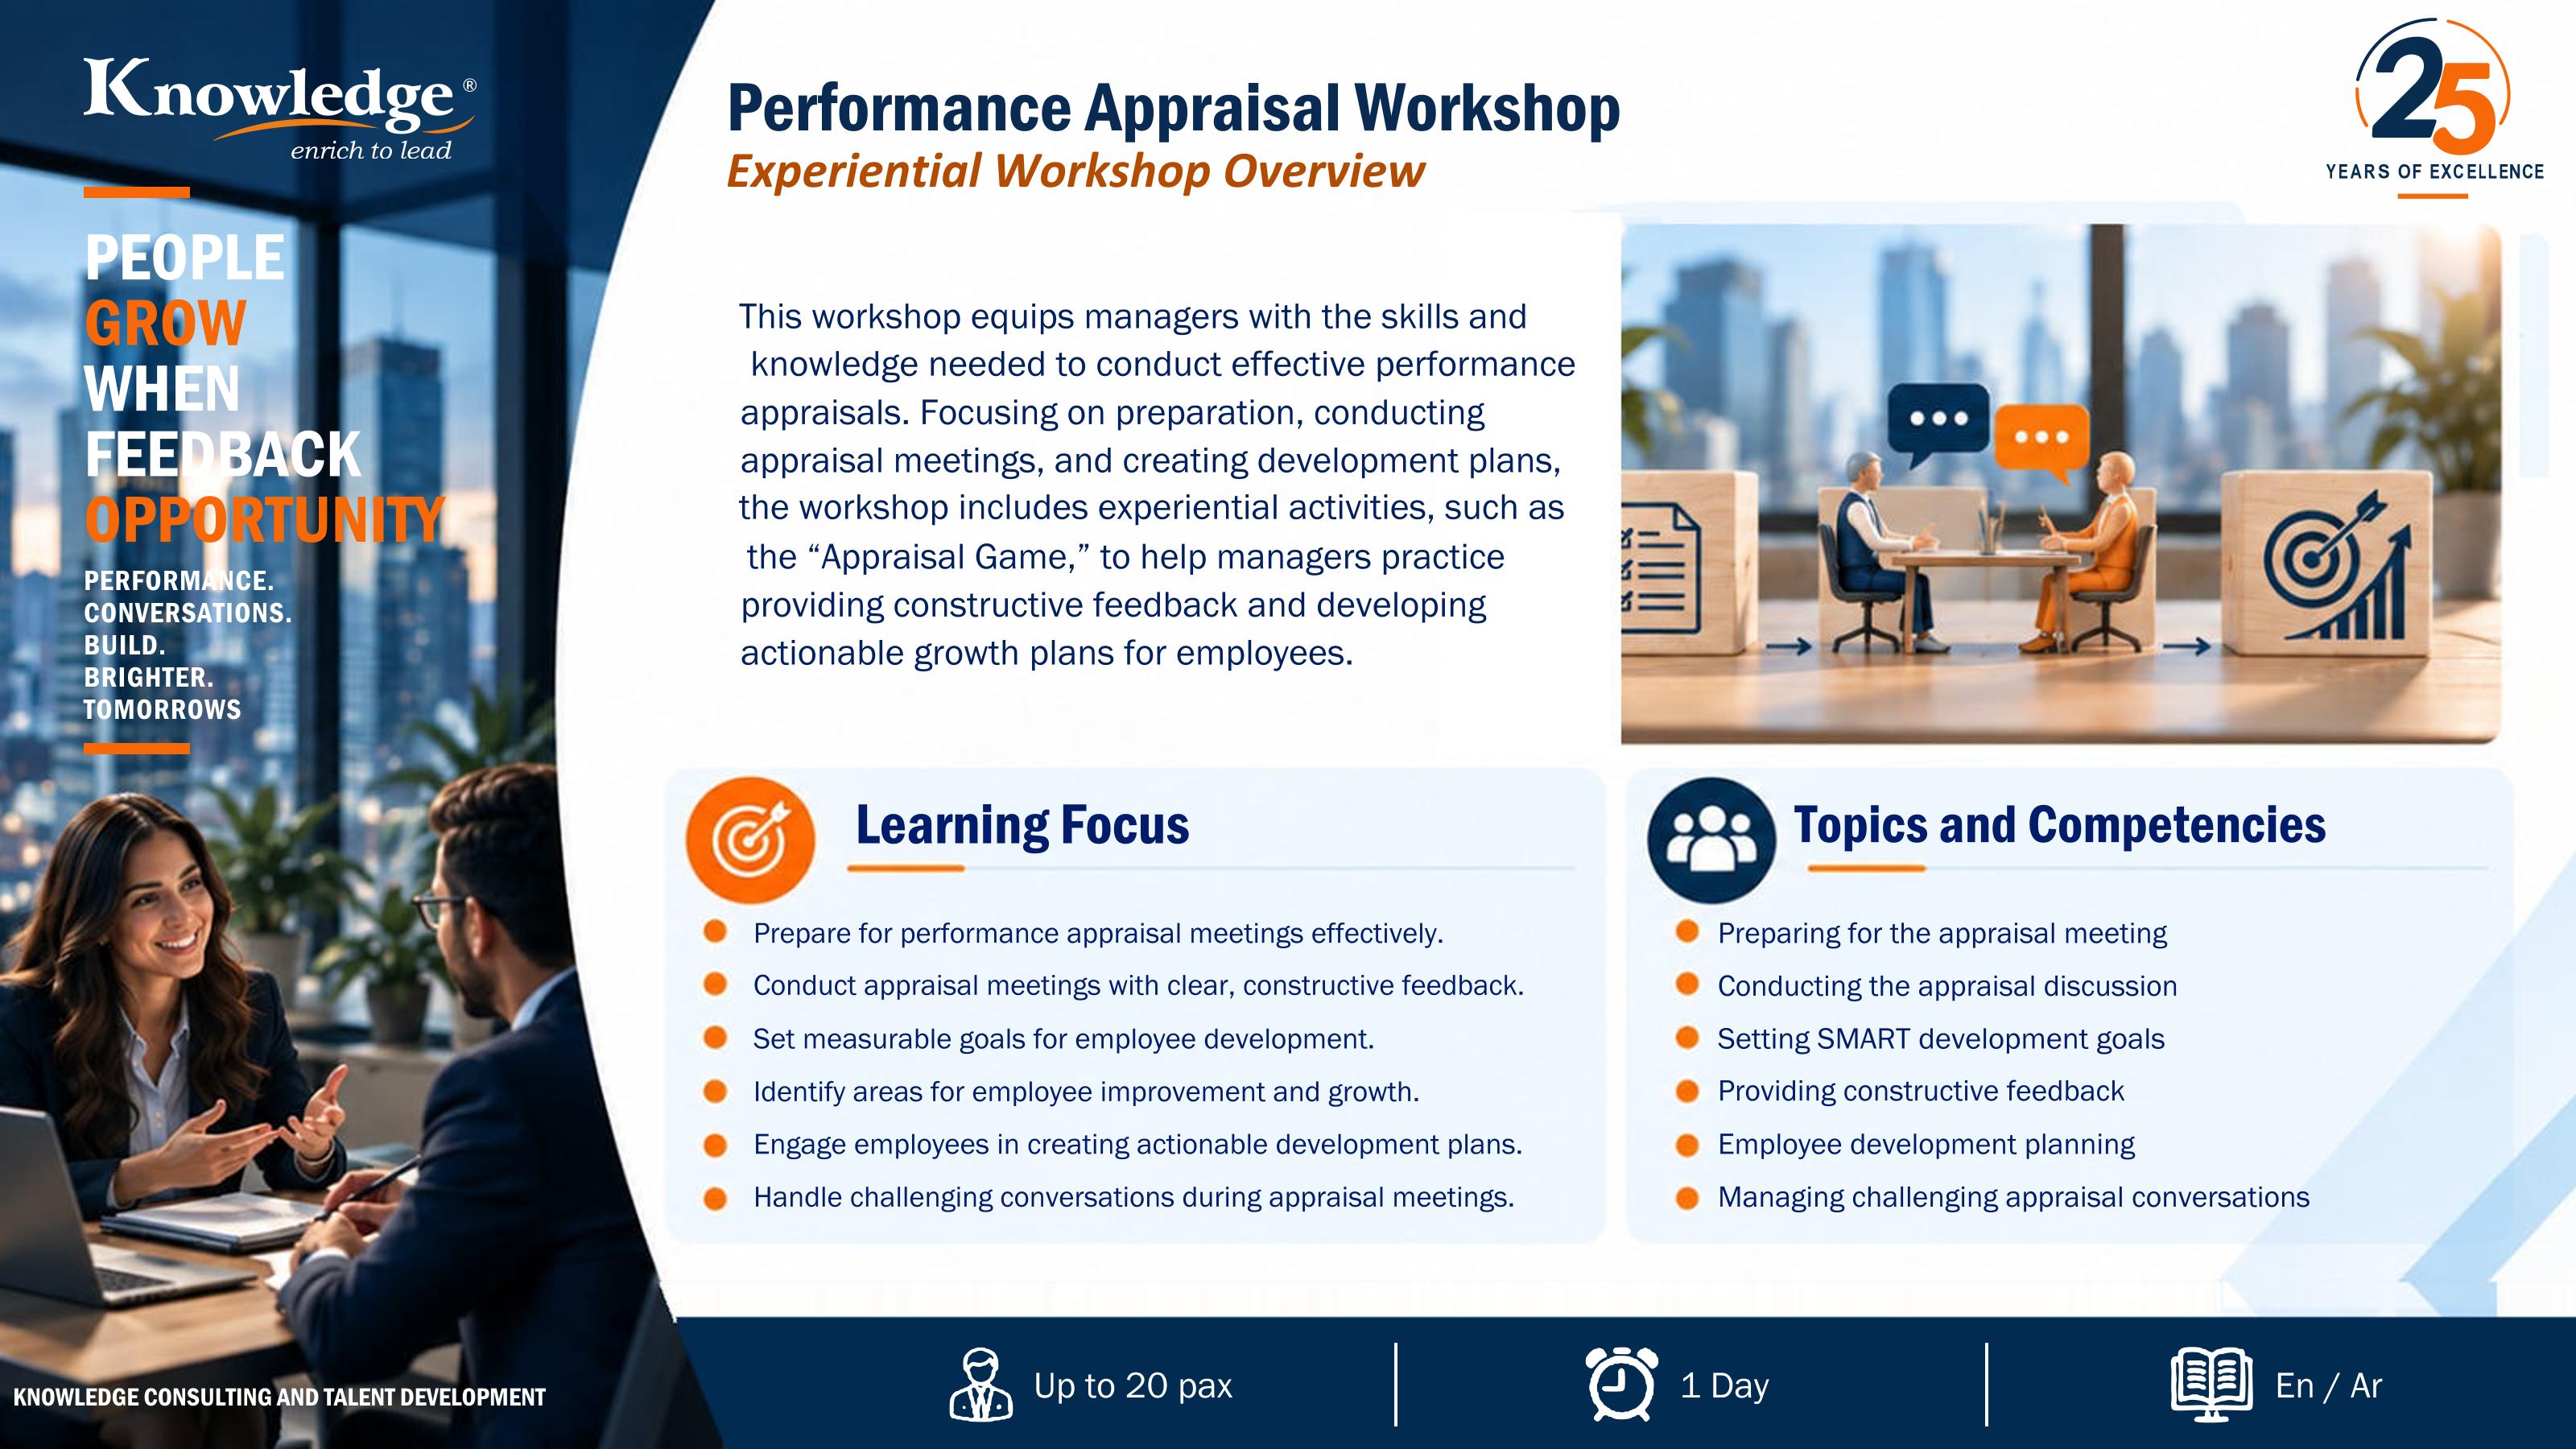 Knowledge®
enrich to lead
PEOPLE
GROW
WHEN
FEEDBACK
OPPORTUNITY
PERFORMANCE.
CONVERSATIONS.
BUILD.
BRIGHTER.
TOMORROWS
KNOWLEDGE CONSULTING AND TALENT DEVELOPMENT
Performance Appraisal Workshop
Experiential Workshop Overview
25
YEARS OF EXCELLENCE
This workshop equips managers with the skills and
knowledge needed to conduct effective performance
appraisals. Focusing on preparation, conducting
appraisal meetings, and creating development plans,
the workshop includes experiential activities, such as
the “Appraisal Game,” to help managers practice
providing constructive feedback and developing
actionable growth plans for employees.
Learning Focus
Prepare for performance appraisal meetings effectively.
Conduct appraisal meetings with clear, constructive feedback.
Set measurable goals for employee development.
Identify areas for employee improvement and growth.
Engage employees in creating actionable development plans.
Handle challenging conversations during appraisal meetings.
Topics and Competencies
Preparing for the appraisal meeting
Conducting the appraisal discussion
Setting SMART development goals
Providing constructive feedback
Employee development planning
Managing challenging appraisal conversations
Up to 20 pax
1 Day
En / Ar